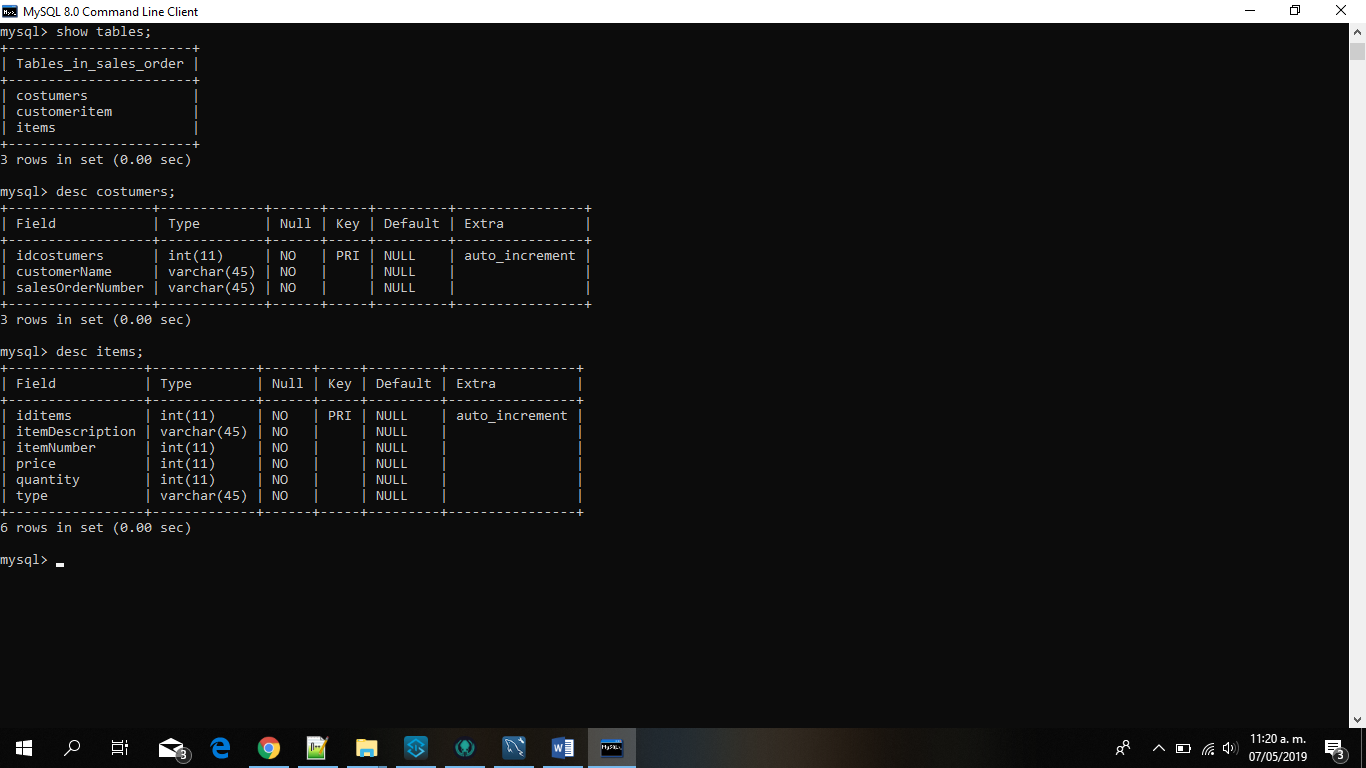 MySQL 8.0 Command Line Client
mysql> show tables;
+-----------------------+
| Tables_in_sales_order |
+-----------------------+
| costumers             |
| customeritem          |
| items                 |
+-----------------------+
3 rows in set (0.00 sec)
mysql> desc costumers;
+------------------+-------------+------+-----+---------+----------------+
| Field            | Type        | Null | Key | Default | Extra          |
+------------------+-------------+------+-----+---------+----------------+
| idcostumers      | int(11)     | NO   | PRI | NULL    | auto_increment |
| customerName     | varchar(45) | NO   |     | NULL    |                |
| salesOrderNumber | varchar(45) | NO   |     | NULL    |                |
+------------------+-------------+------+-----+---------+----------------+
3 rows in set (0.00 sec)
mysql> desc items;
+-----------------+-------------+------+-----+---------+----------------+
| Field           | Type        | Null | Key | Default | Extra          |
+-----------------+-------------+------+-----+---------+----------------+
| iditems         | int(11)     | NO   | PRI | NULL    | auto_increment |
| itemDescription | varchar(45) | NO   |     | NULL    |                |
| itemNumber      | int(11)     | NO   |     | NULL    |                |
| price           | int(11)     | NO   |     | NULL    |                |
| quantity        | int(11)     | NO   |     | NULL    |                |
| type            | varchar(45) | NO   |     | NULL    |                |
+-----------------+-------------+------+-----+---------+----------------+
6 rows in set (0.00 sec)
mysql> _
3
11:20 a. m.
07/05/2019
3